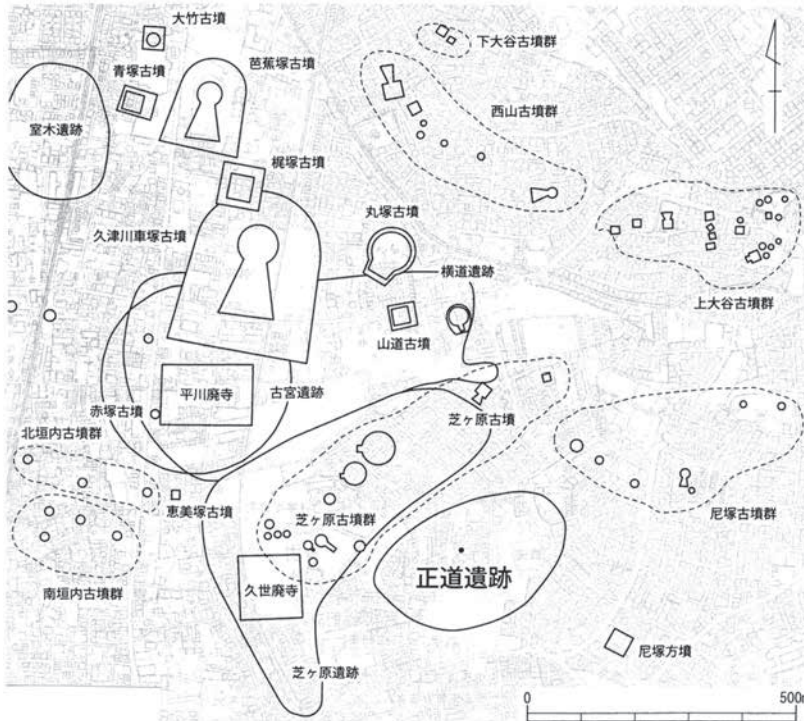 大竹古墳
下大谷古墳群
青塚古墳
芭蕉塚古墳
西山古墳群
室木遺跡
梶塚古墳
丸塚古墳
久津川車塚古墳
横道遺跡
上大谷古墳群
山道古墳
平川廃寺
古宮遺跡
赤塚古墳
芝ヶ原古墳
北垣内古墳群
恵美塚古墳
芝ヶ原古墳群
尼塚古墳群
正道遺跡
久世廃寺
南垣内古墳群
尼塚方墳
芝ヶ原遺跡
0 500m